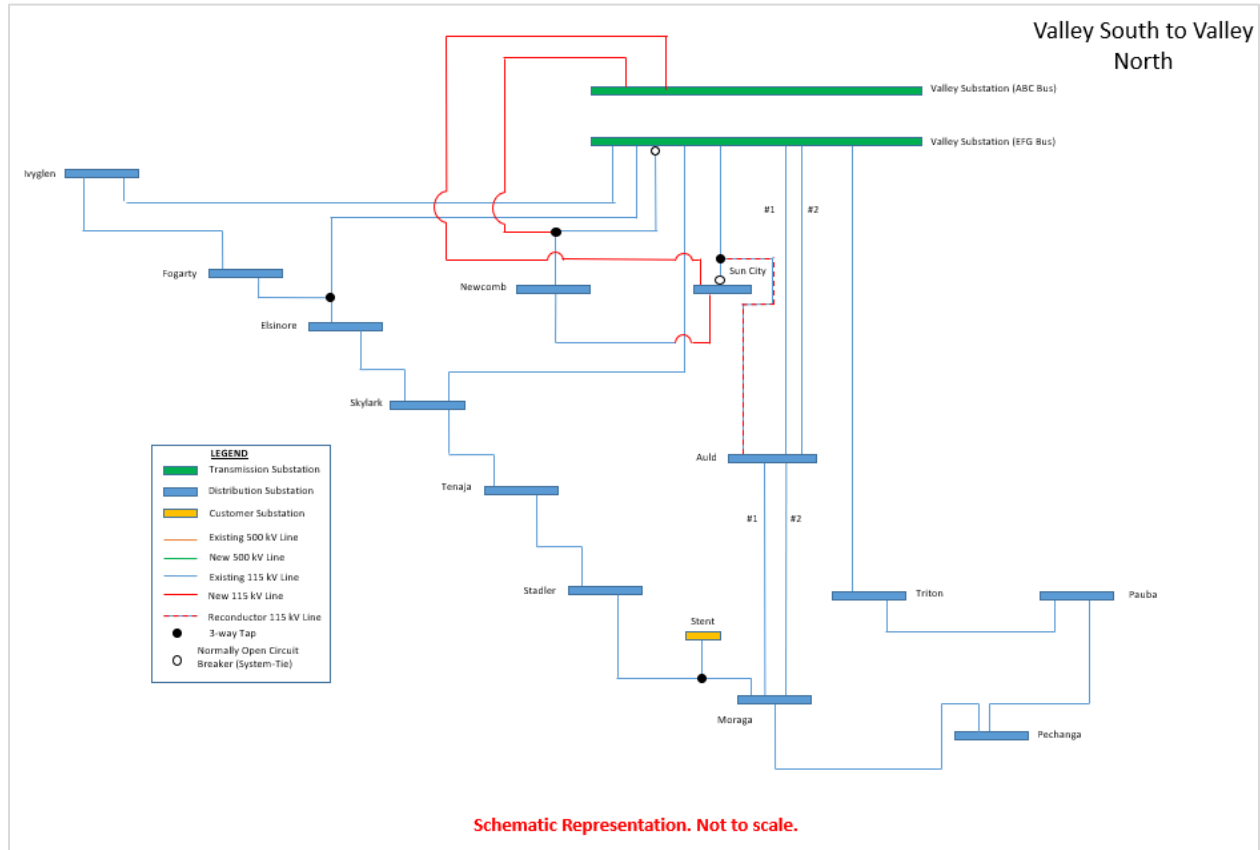 Valley South to Valley
North
Valley Substation (ABC Bus)
Valley Substation (EFG Bus)
Ivyglen
#1
#2
Fogarty
Sun City
Newcomb
Elsinore
Skylark
LEGEND
Transmission Substation
Distribution Substation
Customer Substation
Existing 500 kV Line
New 500 kV Line
Existing 115 kV Line
New 115 kV Line
Reconductor 115 kV Line
3-way Tap
Normally Open Circuit
Breaker (System-Tie)
Auld
Tenaja
#1
#2
Stadler
Triton
Pauba
Stent
Moraga
Pechanga
Schematic Representation. Not to scale.